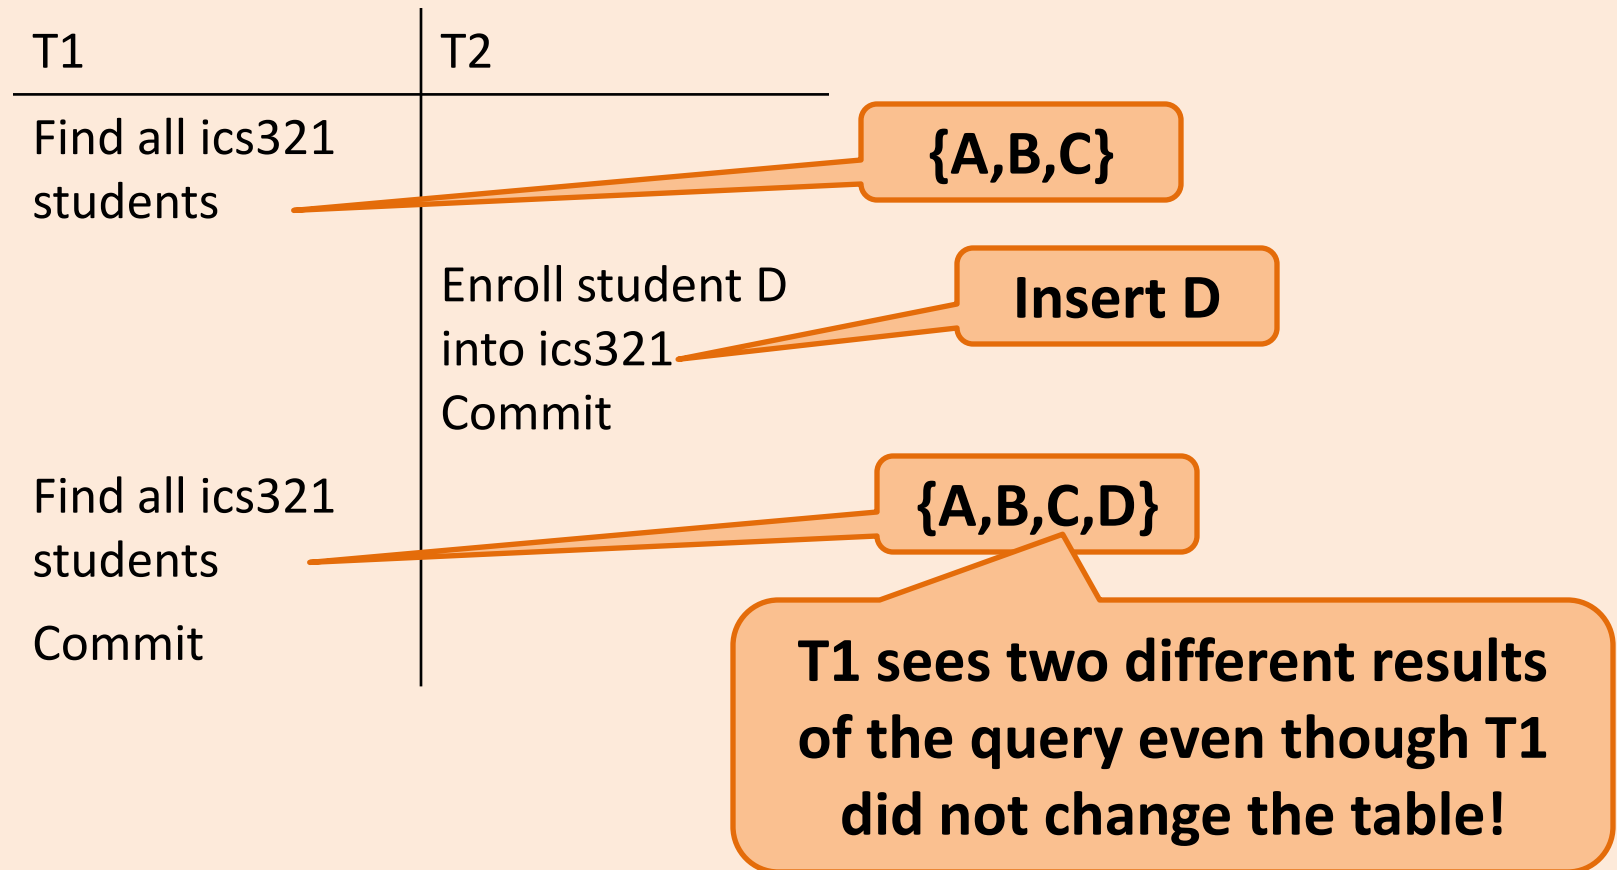 T1
T2
Find all ics321
students
{A,B,C}
Enroll student D
into ics321
Commit
Insert D
Find all ics321
students
{A,B,C,D}
Commit
T1 sees two different results
of the query even though T1
did not change the table!